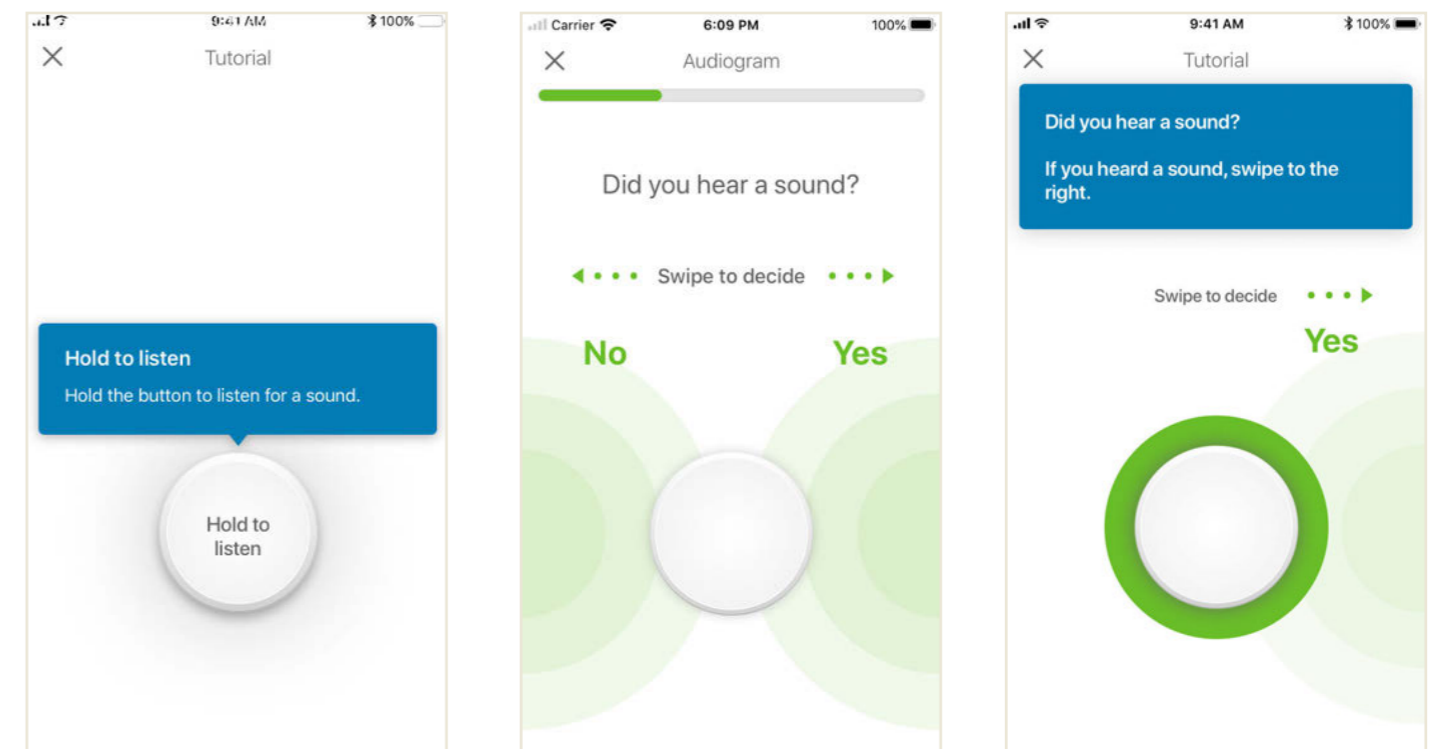 9:41 AM
100%
Tutorial
Hold to listen
Hold the button to listen for a sound.
Hold to
listen
Carrier
6:09 PM
100%
Audiogram
Did you hear a sound?
Swipe to decide
No
Yes
9:41 AM
100%
Tutorial
Did you hear a sound?
If you heard a sound, swipe to the
right.
Swipe to decide
Yes